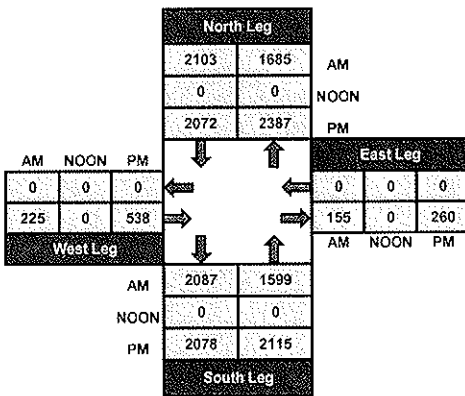 North Leg
2103 1685 AM
0 0 NOON
2072 2387 PM
AM NOON PM East Leg
0 0 0 0 0 0
225 0 538 155 0 260
West Leg AM NOON PM
AM 2087 1599
NOON 0 0
PM 2078 2115
South Leg